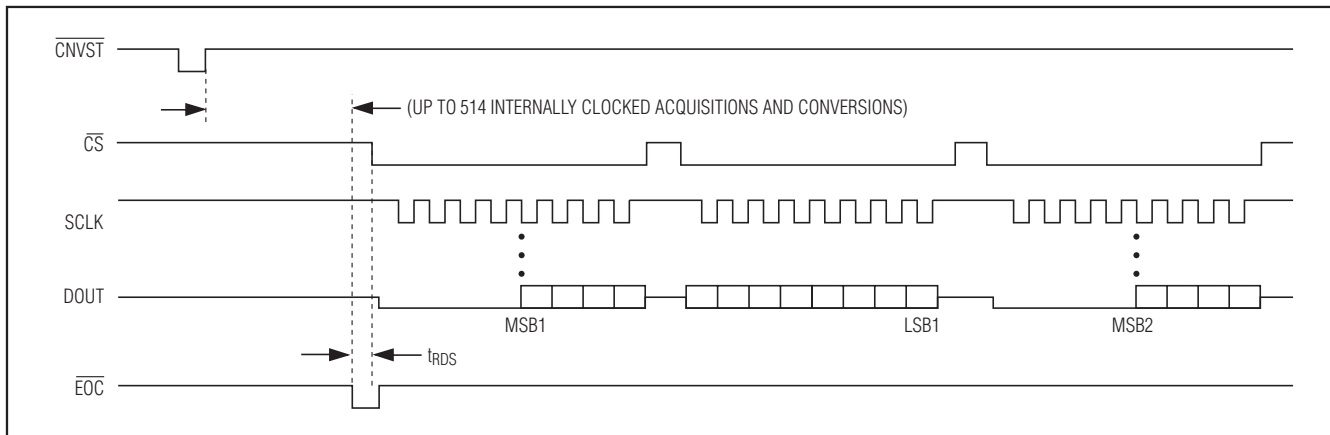 CNVST
(UP TO 514 INTERNALLY CLOCKED ACQUISITIONS AND CONVERSIONS)
CS
SCLK
DOUT
MSB1
LSB1
MSB2
tRDS
EOC